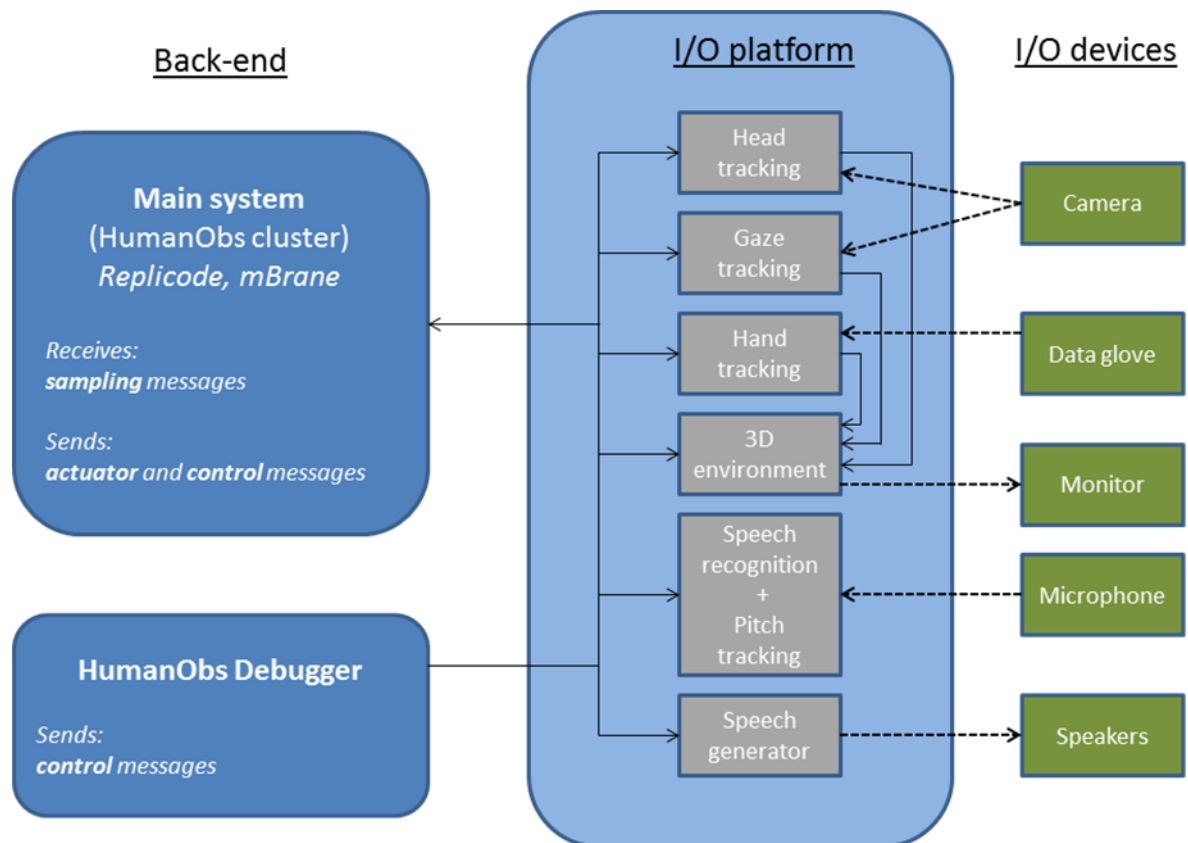 Back-end
Main system
(HumanObs cluster)
Replicode, mBrane
Receives:
sampling messages
Sends:
actuator and control messages
HumanObs Debugger
Sends:
control messages
I/O platform
Head
tracking
Gaze
tracking
Hand
tracking
3D
environment
Speech
recognition
+
Pitch
tracking
Speech
generator
I/O devices
Camera
Data glove
Monitor
Microphone
Speakers